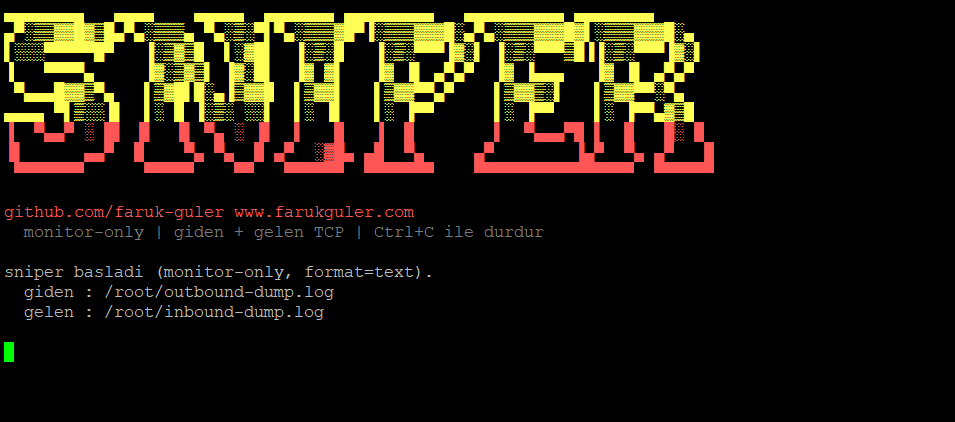 SNIPER
github.com/faruk-guler www.farukguler.com
monitor-only | giden + gelen TCP | Ctrl+C ile durdur
sniper basladi (monitor-only, format=text).
giden : /root/outbound-dump.log
gelen : /root/inbound-dump.log